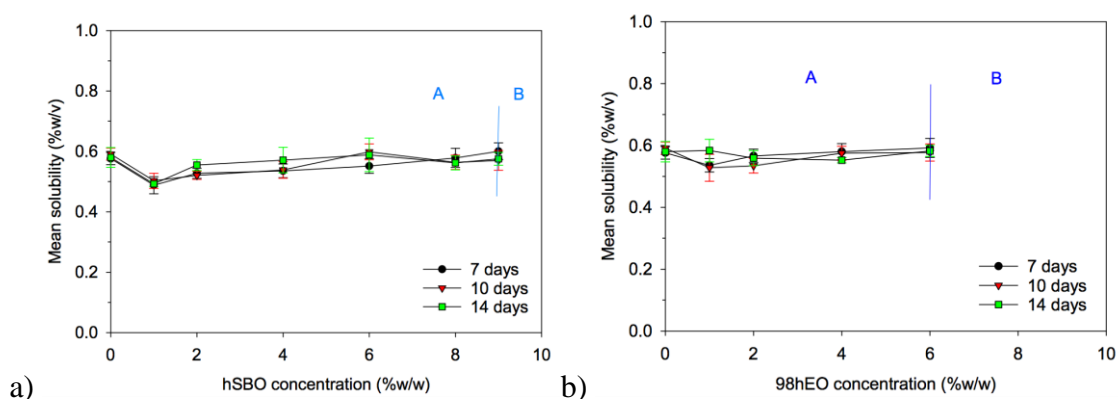 1.0
0.8
0.6
0.4
0.2
0.0
Mean solubility (%w/v)
A
B
7 days
10 days
14 days
0
2
4
6
8
10
hSBO concentration (%w/w)
a)
1.0
0.8
0.6
0.4
0.2
0.0
Mean solubility (%w/v)
A
B
7 days
10 days
14 days
0
2
4
6
8
10
98hEO concentration (%w/w)
b)